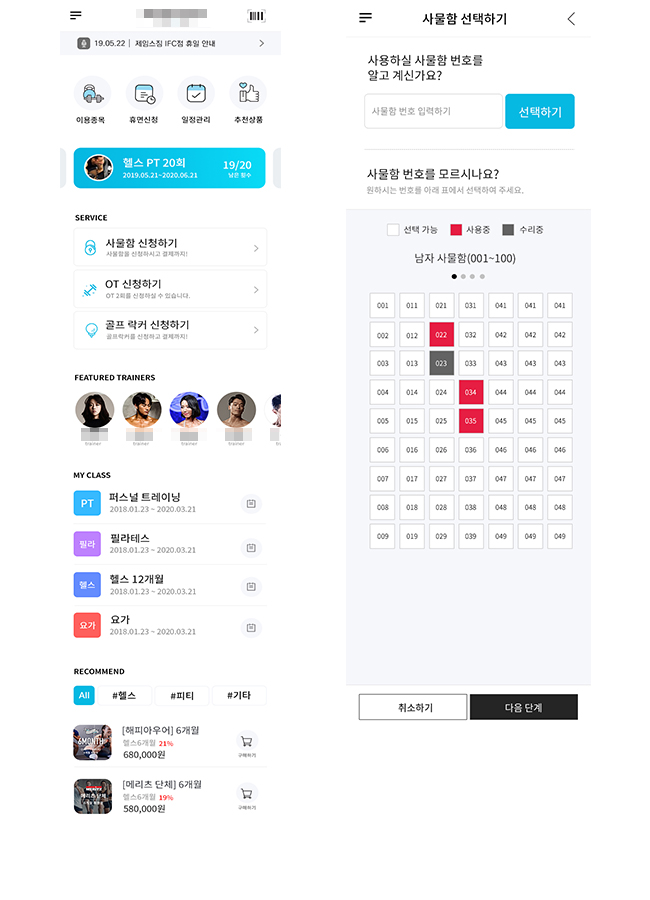 19.05.22 | 제임스짐 IFC점 휴일 안내
이용종목
휴면신청
일정관리
추천상품
헬스 PT 20회
2019.05.21~2020.06.21
19/20
남은 횟수
SERVICE
사물함 신청하기
사물함을 신청하시고 결제까지!
OT 신청하기
OT 2회를 신청하실 수 있습니다.
골프 락커 신청하기
골프락커를 신청하고 결제까지!
FEATURED TRAINERS
trainer
trainer
trainer
trainer
MY CLASS
PT
퍼스널 트레이닝
2018.01.23 ~ 2020.03.21
필라
필라테스
2018.01.23 ~ 2020.03.21
헬스
헬스 12개월
2018.01.23 ~ 2020.03.21
요가
요가
2018.01.23 ~ 2020.03.21
RECOMMEND
All
#헬스
#피티
#기타
6MONTH
[해피아우어] 6개월
헬스6개월 21%
680,000원
구매하기
메리츠 단체
[메리츠 단체] 6개월
헬스6개월 19%
580,000원
구매하기
사물함 선택하기
사용하실 사물함 번호를
알고 계신가요?
사물함 번호 입력하기
선택하기
사물함 번호를 모르시나요?
원하시는 번호를 아래 표에서 선택하여 주세요.
선택 가능
사용중
수리중
남자 사물함(001~100)
001 011 021 031 041 041 041
002 012 022 032 042 042 042
003 013 023 033 043 043 043
004 014 024 034 044 044 044
005 015 025 035 045 045 045
006 016 026 036 046 046 046
007 017 027 037 047 047 047
008 018 028 038 048 048 048
009 019 029 039 049 049 049
취소하기
다음 단계